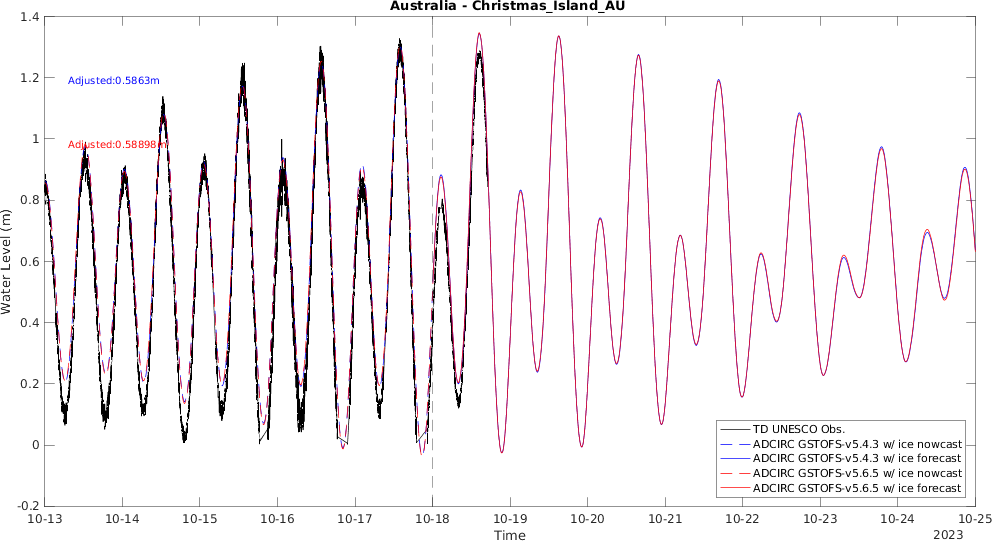 Australia - Christmas_Island_AU
1.4
1.2
1
0.8
0.6
0.4
0.2
0
-0.2
Water Level (m)
Adjusted:0.5863m
Adjusted:0.58898m
TD UNESCO Obs.
ADCIRC GSTOFS-v5.4.3 w/ ice nowcast
ADCIRC GSTOFS-v5.4.3 w/ ice forecast
ADCIRC GSTOFS-v5.6.5 w/ ice nowcast
ADCIRC GSTOFS-v5.6.5 w/ ice forecast
10-13 10-14 10-15 10-16 10-17 10-18 10-19 10-20 10-21 10-22 10-23 10-24 10-25
Time
2023